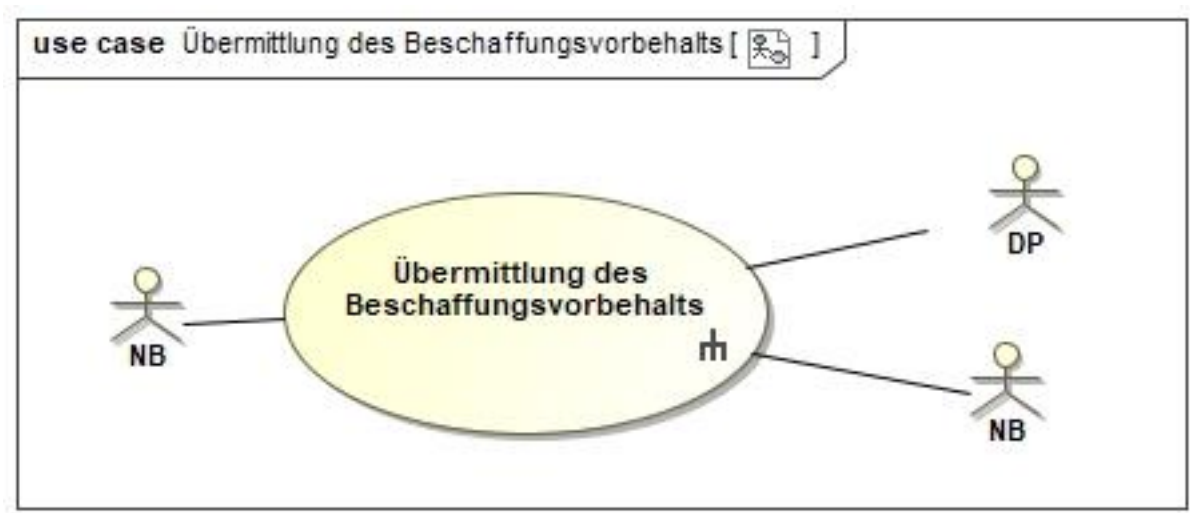 use case Übermittlung des Beschaffungsvorbehalts [ ]
DP
Übermittlung des
Beschaffungsvorbehalts
NB
NB